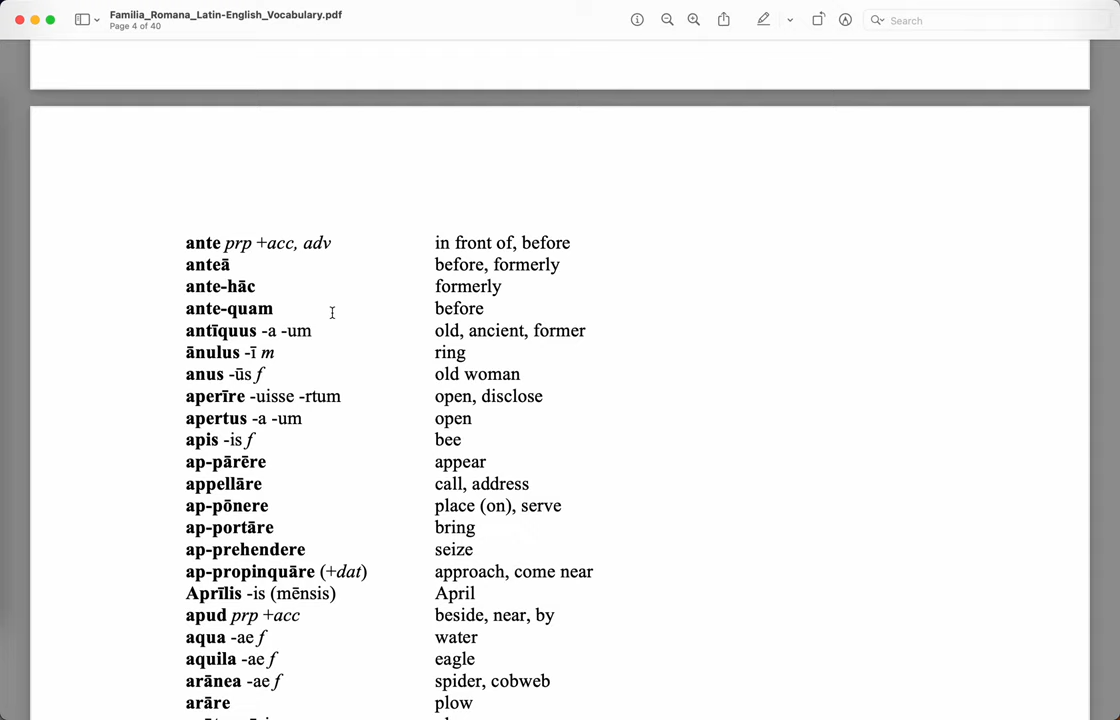 Familia_Romana_Latin-English_Vocabulary.pdf
Page 4 of 40
Search
ante prp +acc, adv in front of, before
anteā before, formerly
ante-hāc formerly
ante-quam before
antīquus -a -um old, ancient, former
ānulus -ī m ring
anus -ūs f old woman
aperīre -uisse -rtum open, disclose
apertus -a -um open
apis -is f bee
ap-pārēre appear
appellāre call, address
ap-pōnere place (on), serve
ap-portāre bring
ap-prehendere seize
ap-propinquāre (+dat) approach, come near
Aprīlis -is (mēnsis) April
apud prp +acc beside, near, by
aqua -ae f water
aquila -ae f eagle
arānea -ae f spider, cobweb
arāre plow